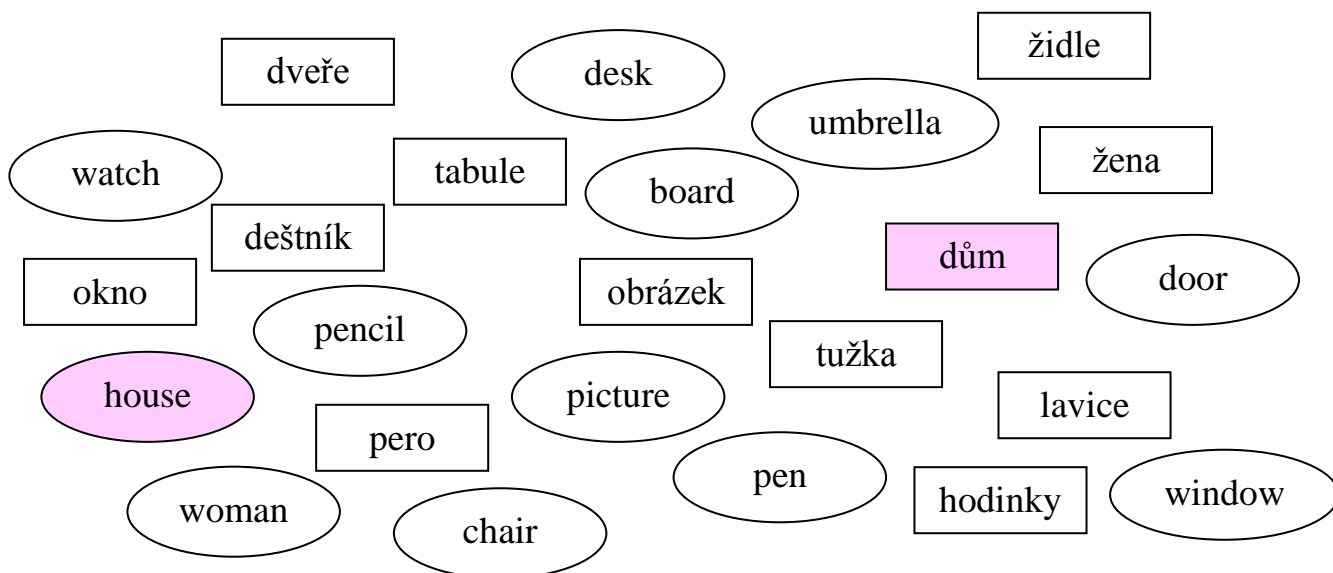 židle
dveře
desk
umbrella
watch
tabule
board
žena
deštník
dům
door
okno
obrázek
pencil
tužka
house
picture
lavice
pero
pen
hodinky
window
woman
chair